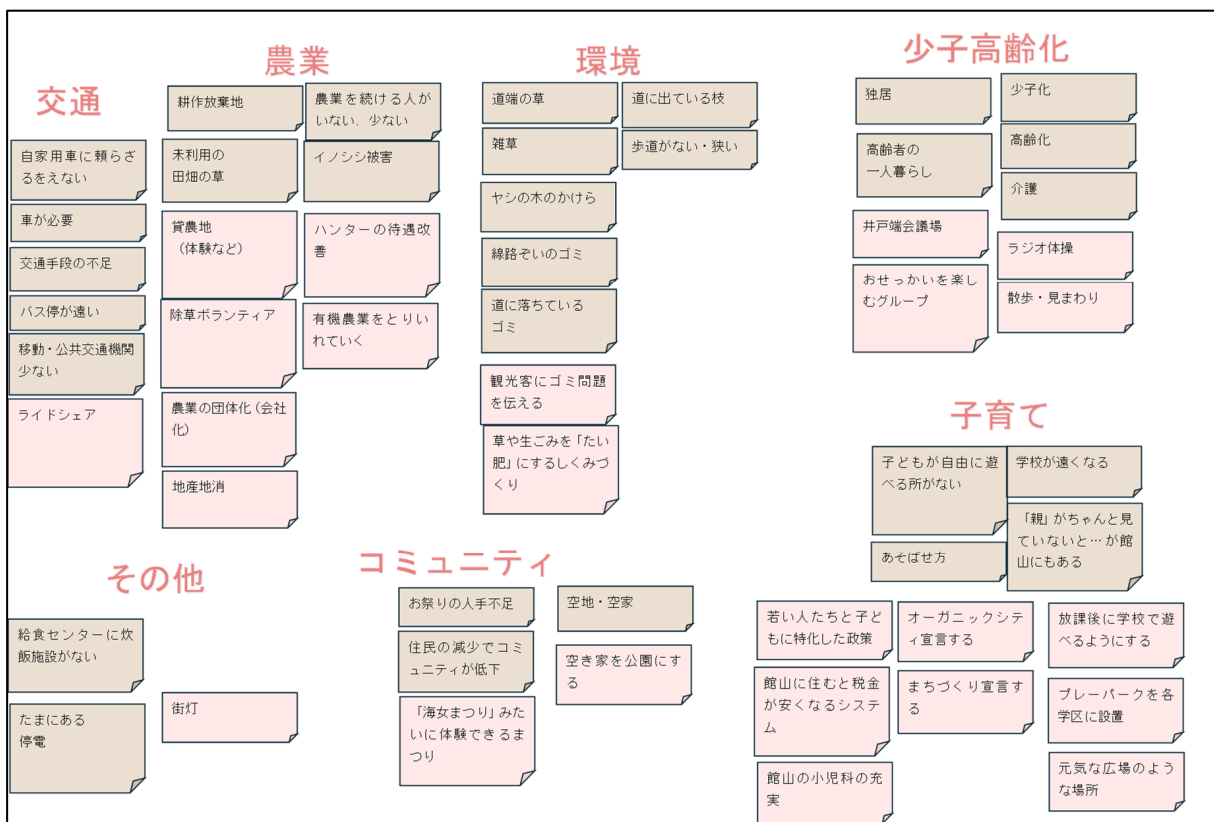 交通
自家用車に頼らざ
るをえない
車が必要
交通手段の不足
バス停が遠い
移動・公共交通機関
少ない
ライドシェア
農業
耕作放棄地
農業を続ける人が
いない、少ない
未利用の
田畑の草
イノシシ被害
貸農地
（体験など）
ハンターの待遇改
善
除草ボランティア
有機農業をとりい
れていく
農業の団体化（会社
化）
地産地消
環境
道端の草
道に出ている枝
雑草
歩道がない・狭い
ヤシの木のかけら
線路ぞいのゴミ
道に落ちている
ゴミ
観光客にゴミ問題
を伝える
草や生ごみを「たい
肥」にするしくみづ
くり
少子高齢化
独居
少子化
高齢者の
一人暮らし
高齢化
介護
井戸端会議場
ラジオ体操
おせっかいを楽し
むグループ
散歩・見まわり
子育て
子どもが自由に遊
べる所がない
学校が遠くなる
あそばせ方
「親」がちゃんと見
ていないと…が館
山にもある
若い人たちと子ど
もに特化した政策
オーガニックシテ
ィ宣言する
放課後に学校で遊
べるようにする
館山に住むと税金
が安くなるシステ
ム
まちづくり宣言す
る
プレーパークを各
学区に設置
館山の小児科の充
実
元気な広場のよう
な場所
その他
給食センターに炊
飯施設がない
たまにある
停電
街灯
コミュニティ
お祭りの人手不足
空地・空家
住民の減少でコミ
ュニティが低下
空き家を公園にす
る
「海女まつり」みた
いに体験できるま
つり